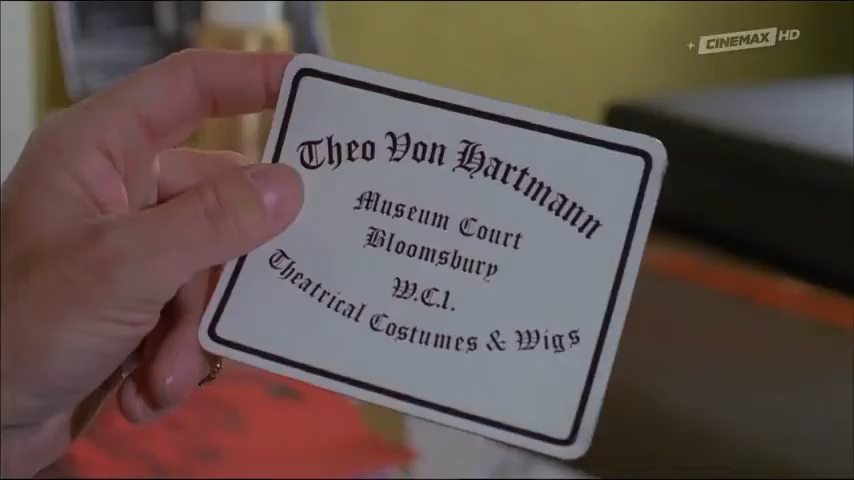 CINEMAX HD
Theo Von Hartmann
Museum Court
Bloomsbury
W.C.1.
Theatrical Costumes & Wigs